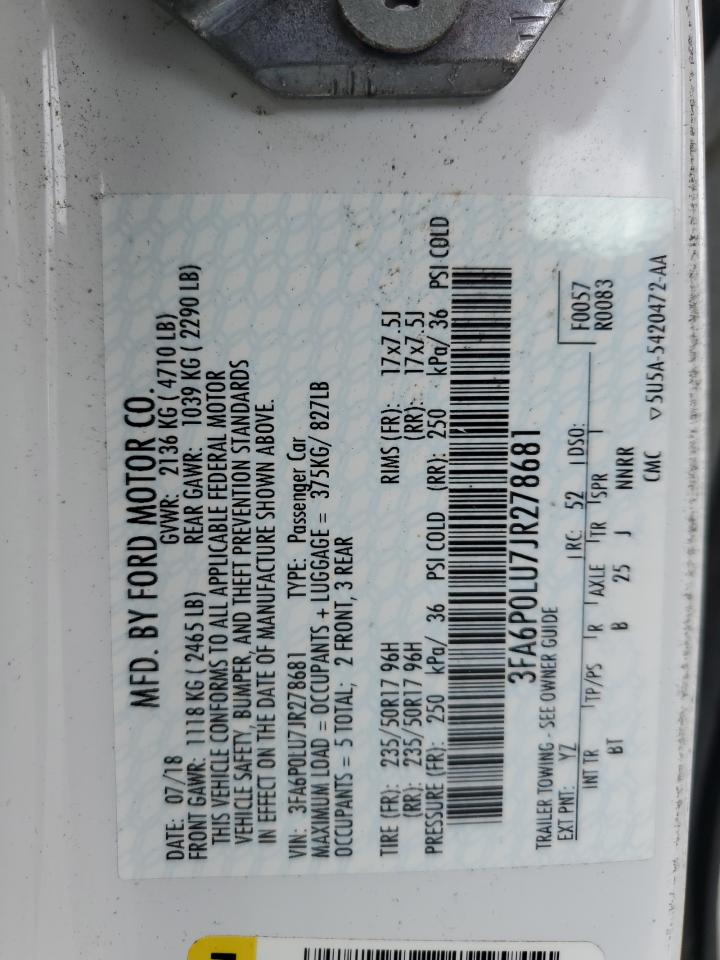 MFD. BY FORD MOTOR CO.
DATE: 07/18 GVWR: 2136 KG ( 4710 LB)
FRONT GAWR: 1118 KG ( 2465 LB) REAR GAWR: 1039 KG ( 2290 LB)
THIS VEHICLE CONFORMS TO ALL APPLICABLE FEDERAL MOTOR
VEHICLE SAFETY, BUMPER, AND THEFT PREVENTION STANDARDS
IN EFFECT ON THE DATE OF MANUFACTURE SHOWN ABOVE.
VIN: 3FA6P0LU7JR278681 TYPE: Passenger Car
MAXIMUM LOAD = OCCUPANTS + LUGGAGE = 375KG/ 827LB
OCCUPANTS = 5 TOTAL; 2 FRONT, 3 REAR
TIRE (FR): 235/50R17 96H RIMS (FR): 17x7.5J
(RR): 235/50R17 96H (RR): 17x7.5J
PRESSURE (FR): 250 kPa/ 36 PSI COLD (RR): 250 kPa/ 36 PSI COLD
3FA6P0LU7JR278681
TRAILER TOWING - SEE OWNER GUIDE F0057
EXT PNT: YZ RC: 52 DSO: R0083
INT TR TP/PS R AXLE TR SPR
BT B 25 J NNRR
CMC ▽5U5A-5420472-AA